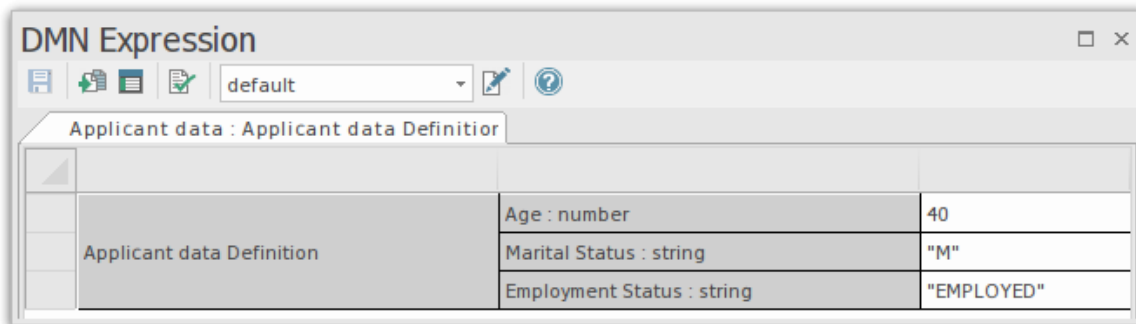 DMN Expression
default
Applicant data : Applicant data Definition
Age : number 40
Applicant data Definition Marital Status : string "M"
Employment Status : string "EMPLOYED"